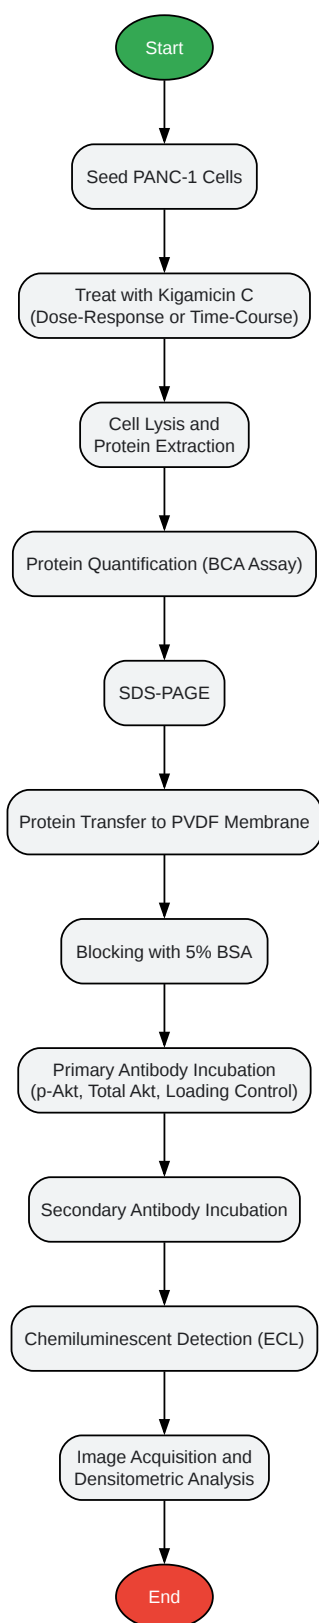 Start
Seed PANC-1 Cells
Treat with Kigamicin C
(Dose-Response or Time-Course)
Cell Lysis and
Protein Extraction
Protein Quantification (BCA Assay)
SDS-PAGE
Protein Transfer to PVDF Membrane
Blocking with 5% BSA
Primary Antibody Incubation
(p-Akt, Total Akt, Loading Control)
Secondary Antibody Incubation
Chemiluminescent Detection (ECL)
Image Acquisition and
Densitometric Analysis
End